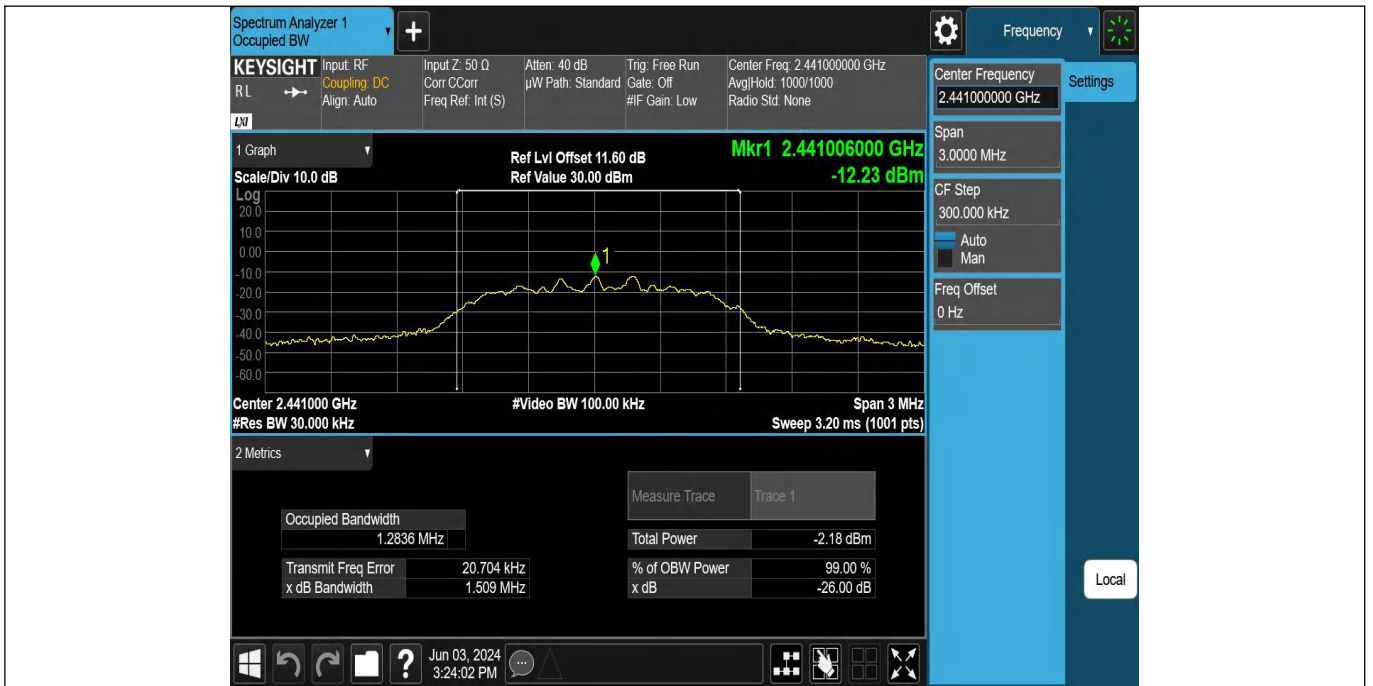 Spectrum Analyzer 1
Occupied BW
+
Frequency
KEYSIGHT
RL
LXI
Input: RF
Coupling: DC
Align: Auto
Input Z: 50 Ω
Corr CCorr
Freq Ref: Int (S)
Atten: 40 dB
µW Path: Standard
Trig: Free Run
Gate: Off
#IF Gain: Low
Center Freq: 2.441000000 GHz
Avg|Hold: 1000/1000
Radio Std: None
Center Frequency
2.441000000 GHz
Settings
Span
3.0000 MHz
CF Step
300.000 kHz
Auto
Man
Freq Offset
0 Hz
Local
1 Graph
Scale/Div 10.0 dB
Ref Lvl Offset 11.60 dB
Ref Value 30.00 dBm
Mkr1 2.441006000 GHz
-12.23 dBm
Log
20.0
10.0
0.00
-10.0
-20.0
-30.0
-40.0
-50.0
-60.0
1
Center 2.441000 GHz
#Res BW 30.000 kHz
#Video BW 100.00 kHz
Span 3 MHz
Sweep 3.20 ms (1001 pts)
2 Metrics
Measure Trace Trace 1
Occupied Bandwidth
1.2836 MHz
Total Power -2.18 dBm
Transmit Freq Error 20.704 kHz
% of OBW Power 99.00 %
x dB Bandwidth 1.509 MHz
x dB -26.00 dB
?
Jun 03, 2024
3:24:02 PM